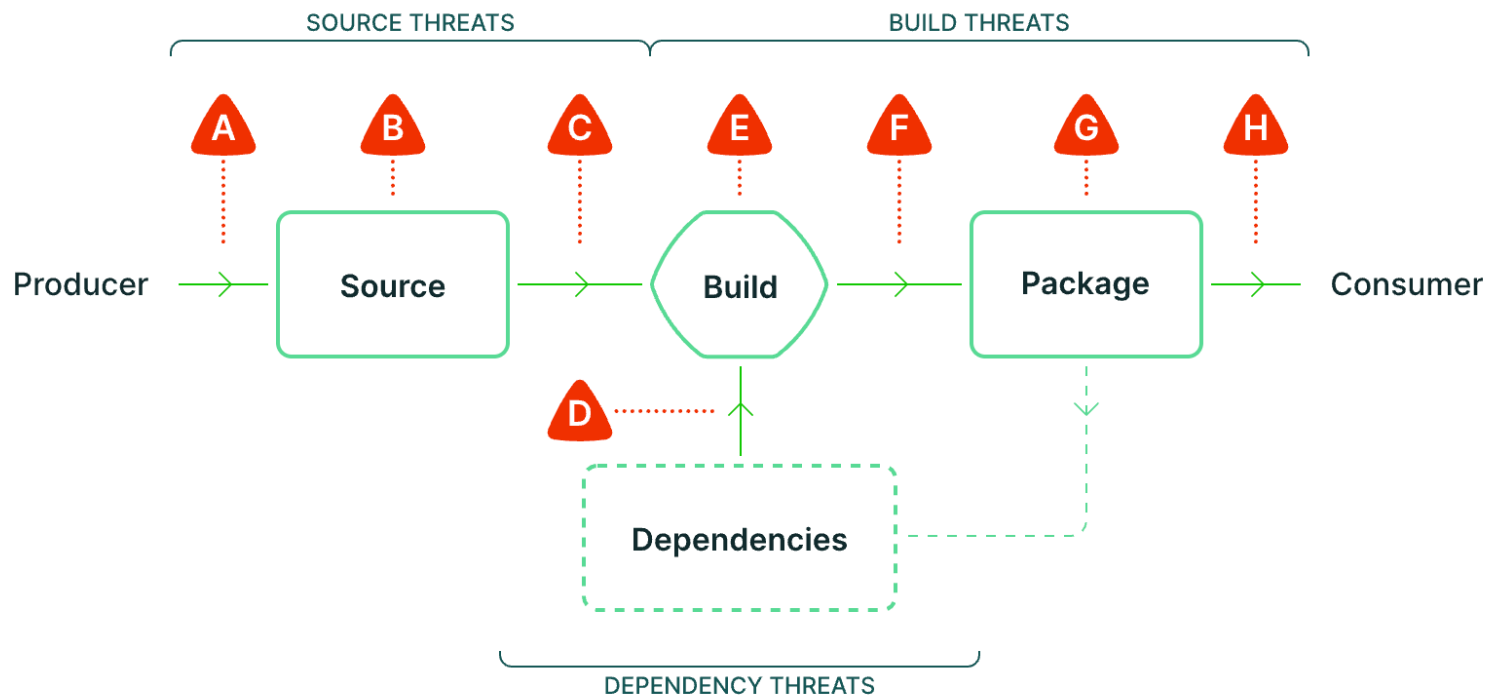 SOURCE THREATS
BUILD THREATS
A
B
C
E
F
G
H
Producer
Source
Build
Package
Consumer
D
Dependencies
DEPENDENCY THREATS